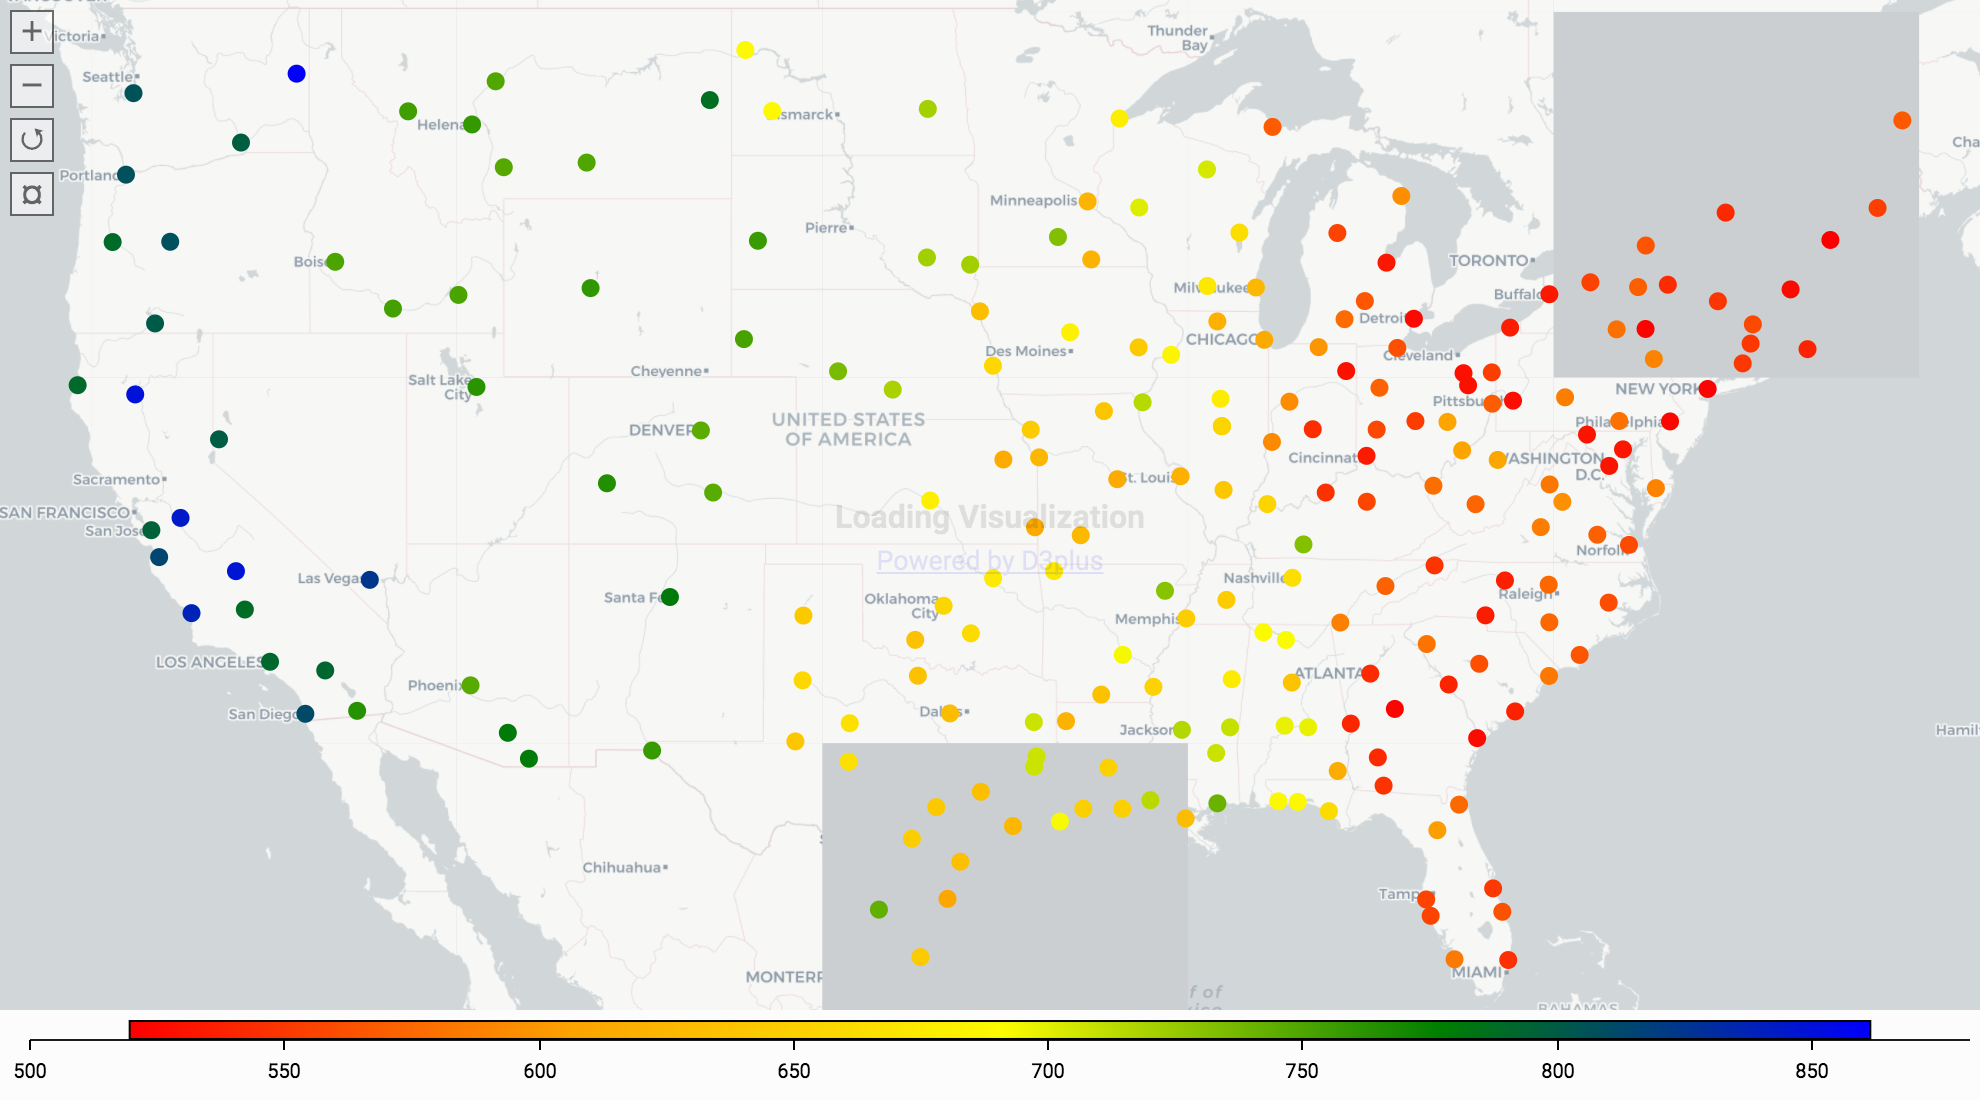 Victoria
Thunder
Bay
Seattle
Helena
Bismarck
Portland
Minneapolis
Pierre
Boise
TORONTO
Milwaukee
Buffalo
Detroit
CHICAGO
Des Moines
Cleveland
Salt Lake
City
Cheyenne
NEW YORK
UNITED STATES
OF AMERICA
DENVER
Pittsburgh
Philadelphia
Cincinnati
WASHINGTON
D.C.
Sacramento
St. Louis
SAN FRANCISCO
San Jose
Loading Visualization
Powered by D3plus
Norfolk
Las Vegas
Nashville
Santa Fe
Oklahoma
City
Raleigh
Memphis
LOS ANGELES
ATLANTA
Phoenix
San Diego
Dallas
Jackson
Hamil
Chihuahua
Tampa
MONTERR
MIAMI
f of
BAHAMAS
500 550 600 650 700 750 800 850